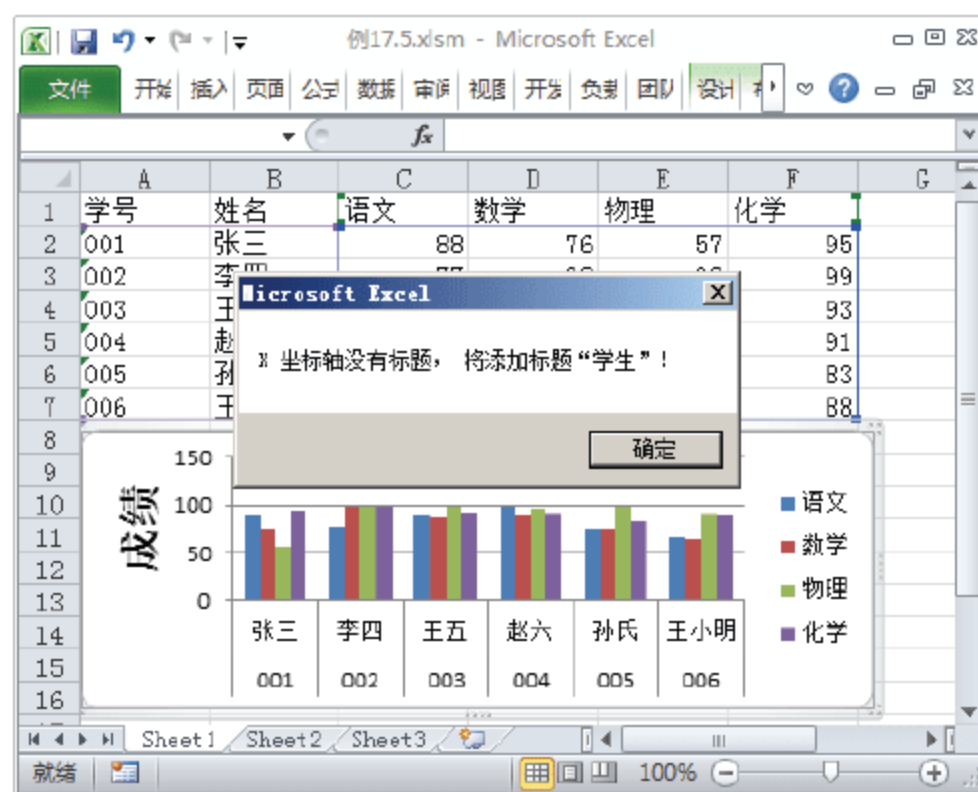 例17.5.xlsm - Microsoft Excel
文件 开始 插入 页面 公式 数据 审阅 视图 开发 负载 团队 设计
fx
A B C D E F G
1 学号 姓名 语文 数学 物理 化学
2 001 张三 88 76 57 95
3 002 李四 99
4 003 王 93
5 004 赵 91
6 005 孙 83
7 006 王 88
8
9
10
11
12
13
14
15
16
Microsoft Excel
X 坐标轴没有标题， 将添加标题“学生”！
确定
成绩
150
100
50
0
张三 李四 王五 赵六 孙氏 王小明
001 002 003 004 005 006
语文
数学
物理
化学
Sheet1 Sheet2 Sheet3
就绪 100%